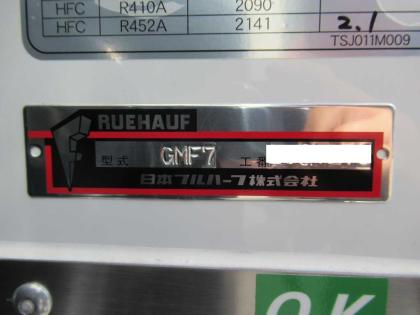 HFC R410A 2090
HFC R452A 2141
2.1
TSJ011M009
RUEHAUF
型式 GMF7 工番
日本フルハーフ株式会社
OK